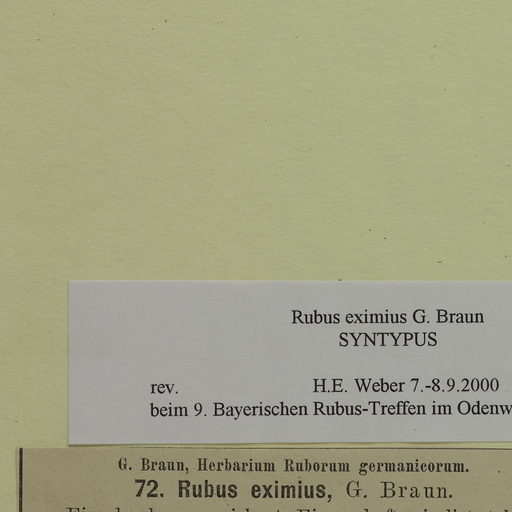 Rubus eximius G. Braun
SYNTYPUS
rev. H.E. Weber 7.-8.9.2000
beim 9. Bayerischen Rubus-Treffen im Odenw
G. Braun, Herbarium Ruborum germanicorum.
72. Rubus eximius, G. Braun.